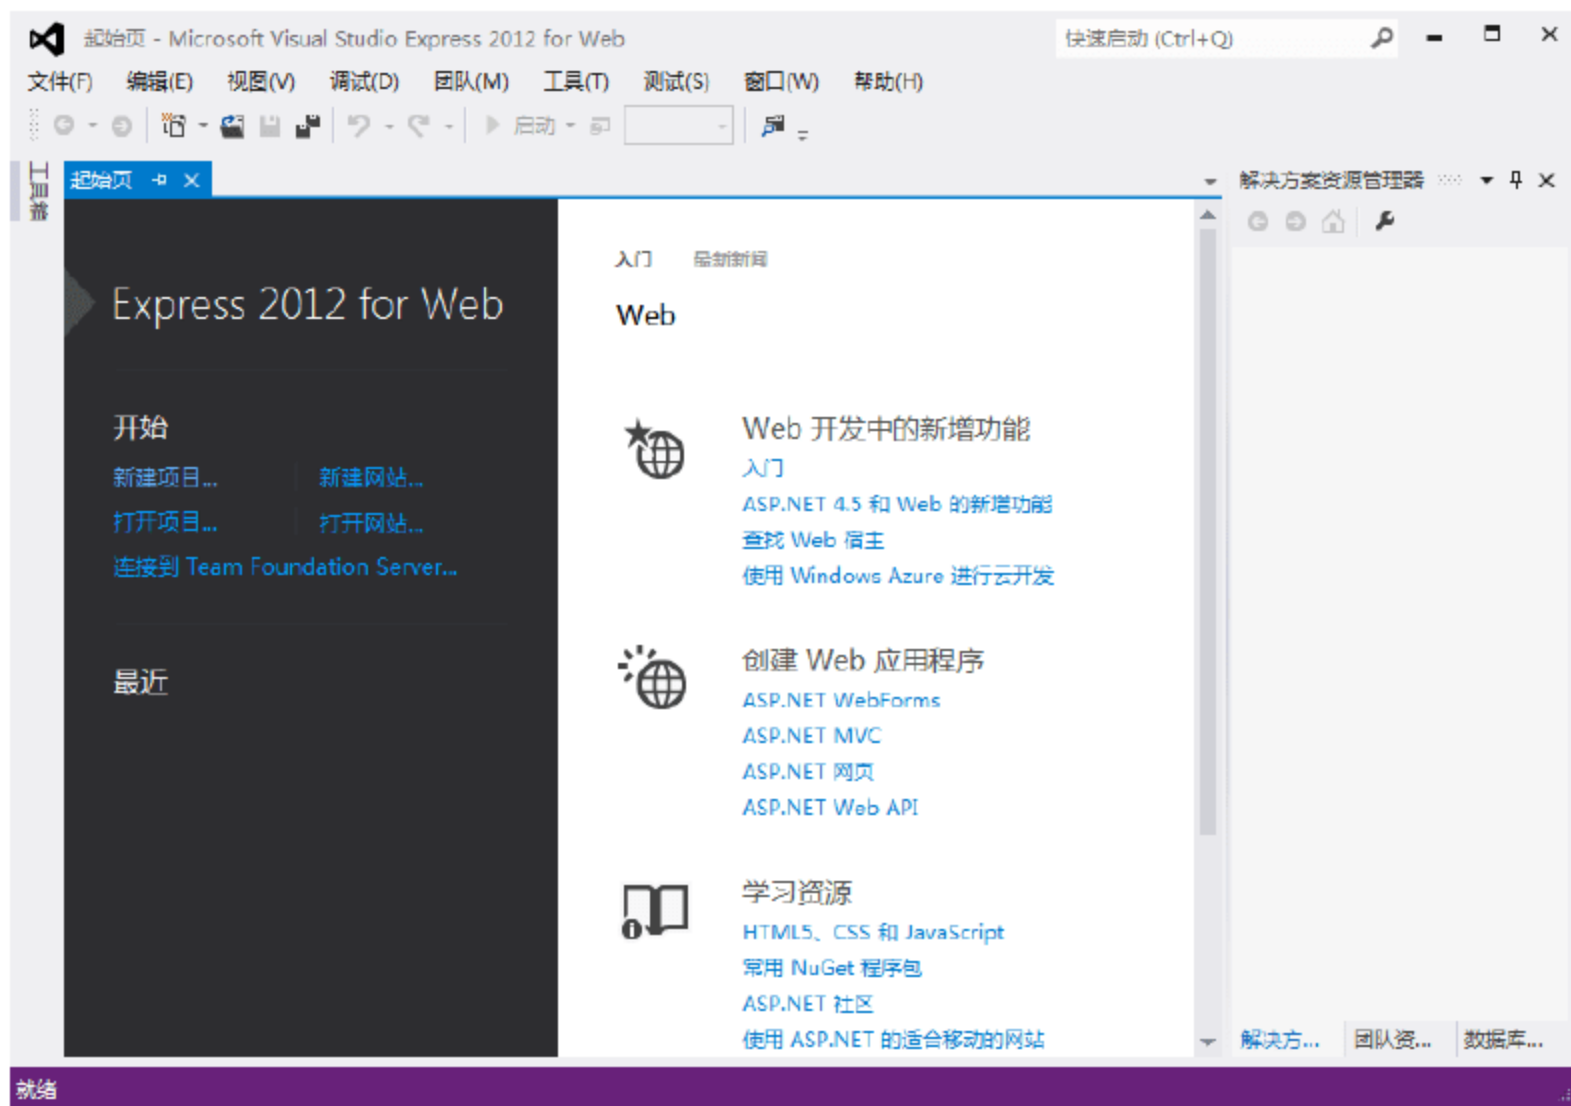 起始页 - Microsoft Visual Studio Express 2012 for Web
快速启动 (Ctrl+Q)
文件(F) 编辑(E) 视图(V) 调试(D) 团队(M) 工具(T) 测试(S) 窗口(W) 帮助(H)
启动
工具箱
起始页
解决方案资源管理器
Express 2012 for Web
开始
新建项目... 新建网站...
打开项目... 打开网站...
连接到 Team Foundation Server...
最近
入门 最新新闻
Web
Web 开发中的新增功能
入门
ASP.NET 4.5 和 Web 的新增功能
查找 Web 宿主
使用 Windows Azure 进行云开发
创建 Web 应用程序
ASP.NET WebForms
ASP.NET MVC
ASP.NET 网页
ASP.NET Web API
学习资源
HTML5、CSS 和 JavaScript
常用 NuGet 程序包
ASP.NET 社区
使用 ASP.NET 的适合移动的网站
解决方... 团队资... 数据库...
就绪